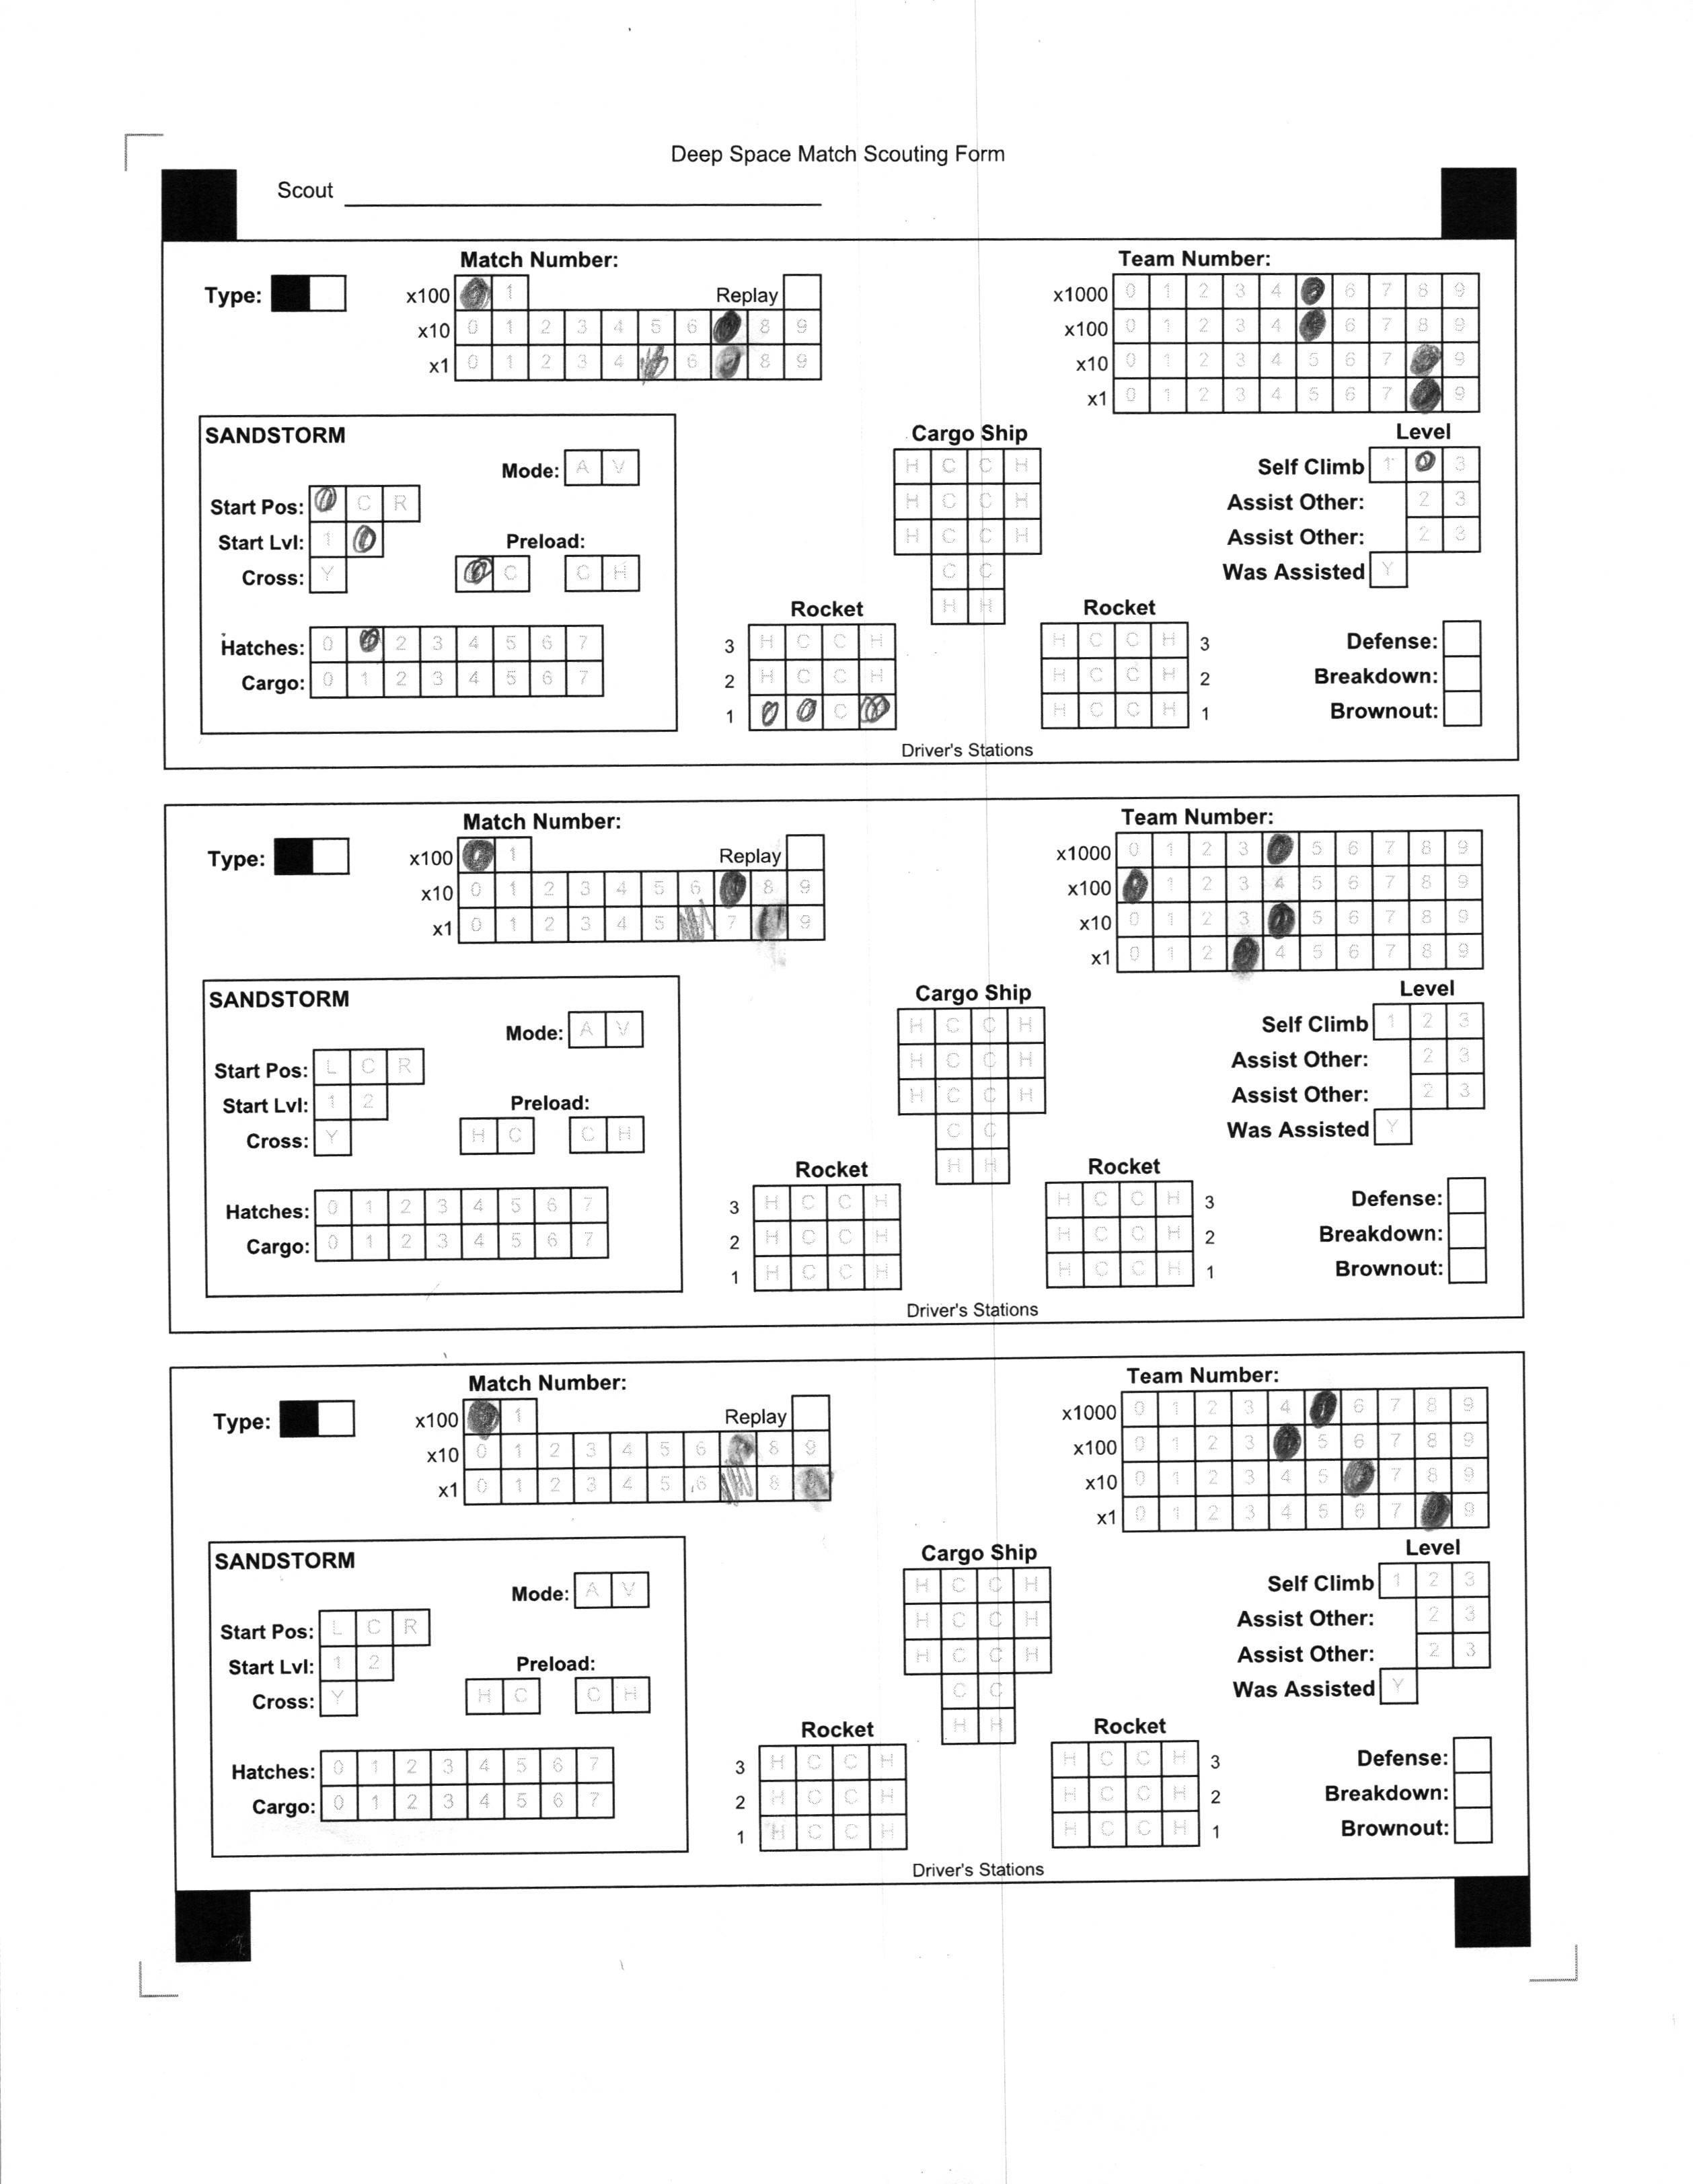 Deep Space Match Scouting Form
Scout
Match Number:
Team Number:
Type:
x100 1 Replay
x10 0 1 2 3 4 5 6 8 9
x1 0 1 2 3 4 6 8 9
x1000 0 1 2 3 4 6 7 8 9
x100 0 1 2 3 4 6 7 8 9
x10 0 1 2 3 4 5 6 7 9
x1 0 1 2 3 4 5 6 7 9
SANDSTORM
Mode: A V
Start Pos: C R
Start Lvl: 1
Preload:
Cross: Y
C C H
Hatches: 0 2 3 4 5 6 7
Cargo: 0 1 2 3 4 5 6 7
Cargo Ship
H C C H
H C C H
H C C H
C C
H H
Level
Self Climb 1 3
Assist Other: 2 3
Assist Other: 2 3
Was Assisted Y
Rocket
3 H C C H
2 H C C H
1 C
Rocket
H C C H 3
H C C H 2
H C C H 1
Defense:
Breakdown:
Brownout:
Driver's Stations
Match Number:
Team Number:
Type:
x100 1 Replay
x10 0 1 2 3 4 5 6 8 9
x1 0 1 2 3 4 5 7 9
x1000 0 1 2 3 5 6 7 8 9
x100 1 2 3 4 5 6 7 8 9
x10 0 1 2 3 5 6 7 8 9
x1 0 1 2 4 5 6 7 8 9
SANDSTORM
Mode: A V
Start Pos: L C R
Start Lvl: 1 2
Preload:
Cross: Y
H C C H
Hatches: 0 1 2 3 4 5 6 7
Cargo: 0 1 2 3 4 5 6 7
Cargo Ship
H C C H
H C C H
H C C H
C C
H H
Level
Self Climb 1 2 3
Assist Other: 2 3
Assist Other: 2 3
Was Assisted Y
Rocket
3 H C C H
2 H C C H
1 H C C H
Rocket
H C C H 3
H C C H 2
H C C H 1
Defense:
Breakdown:
Brownout:
Driver's Stations
Match Number:
Team Number:
Type:
x100 1 Replay
x10 0 1 2 3 4 5 6 8 9
x1 0 1 2 3 4 5 6 8
x1000 0 1 2 3 4 6 7 8 9
x100 0 1 2 3 5 6 7 8 9
x10 0 1 2 3 4 5 7 8 9
x1 0 1 2 3 4 5 6 7 9
SANDSTORM
Mode: A V
Start Pos: L C R
Start Lvl: 1 2
Preload:
Cross: Y
H C C H
Hatches: 0 1 2 3 4 5 6 7
Cargo: 0 1 2 3 4 5 6 7
Cargo Ship
H C C H
H C C H
H C C H
C C
H H
Level
Self Climb 1 2 3
Assist Other: 2 3
Assist Other: 2 3
Was Assisted Y
Rocket
3 H C C H
2 H C C H
1 H C C H
Rocket
H C C H 3
H C C H 2
H C C H 1
Defense:
Breakdown:
Brownout:
Driver's Stations